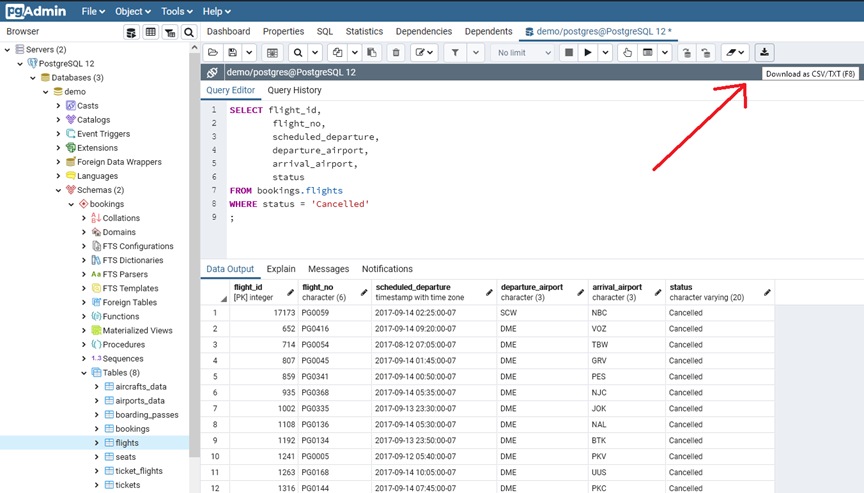 pgAdmin File Object Tools Help
Browser
Dashboard Properties SQL Statistics Dependencies Dependents demo/postgres@PostgreSQL 12 *
No limit
demo/postgres@PostgreSQL 12
Download as CSV/TXT (F8)
Servers (2)
PostgreSQL 12
Databases (3)
demo
Casts
Catalogs
Event Triggers
Extensions
Foreign Data Wrappers
Languages
Schemas (2)
bookings
Collations
Domains
FTS Configurations
FTS Dictionaries
FTS Parsers
FTS Templates
Foreign Tables
Functions
Materialized Views
Procedures
1..3 Sequences
Tables (8)
aircrafts_data
airports_data
boarding_passes
bookings
flights
seats
ticket_flights
tickets
Query Editor Query History
1 SELECT flight_id,
2 flight_no,
3 scheduled_departure,
4 departure_airport,
5 arrival_airport,
6 status
7 FROM bookings.flights
8 WHERE status = 'Cancelled'
9 ;
Data Output Explain Messages Notifications
flight_id flight_no scheduled_departure departure_airport arrival_airport status
[PK] integer character (6) timestamp with time zone character (3) character (3) character varying (20)
1 17173 PG0059 2017-09-14 02:25:00-07 SCW NBC Cancelled
2 652 PG0416 2017-09-14 09:20:00-07 DME VOZ Cancelled
3 714 PG0054 2017-08-12 07:05:00-07 DME TBW Cancelled
4 807 PG0045 2017-09-14 01:45:00-07 DME GRV Cancelled
5 859 PG0341 2017-09-14 00:50:00-07 DME PES Cancelled
6 935 PG0368 2017-09-14 05:35:00-07 DME NJC Cancelled
7 1002 PG0335 2017-09-13 23:30:00-07 DME JOK Cancelled
8 1108 PG0136 2017-09-14 05:30:00-07 DME NAL Cancelled
9 1192 PG0134 2017-09-13 23:50:00-07 DME BTK Cancelled
10 1241 PG0005 2017-09-12 05:40:00-07 DME PKV Cancelled
11 1263 PG0168 2017-09-14 10:05:00-07 DME UUS Cancelled
12 1316 PG0144 2017-09-14 07:45:00-07 DME PKC Cancelled